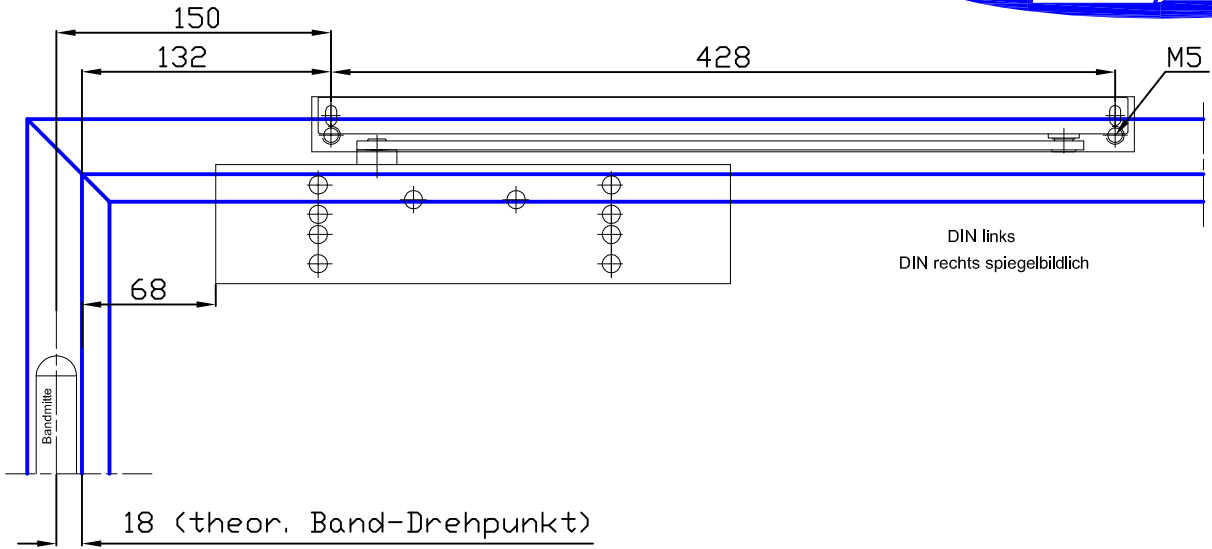 150
132
428
M5
DIN links
DIN rechts spiegelbildlich
68
Bandmitte
18 (theor. Band-Drehpunkt)